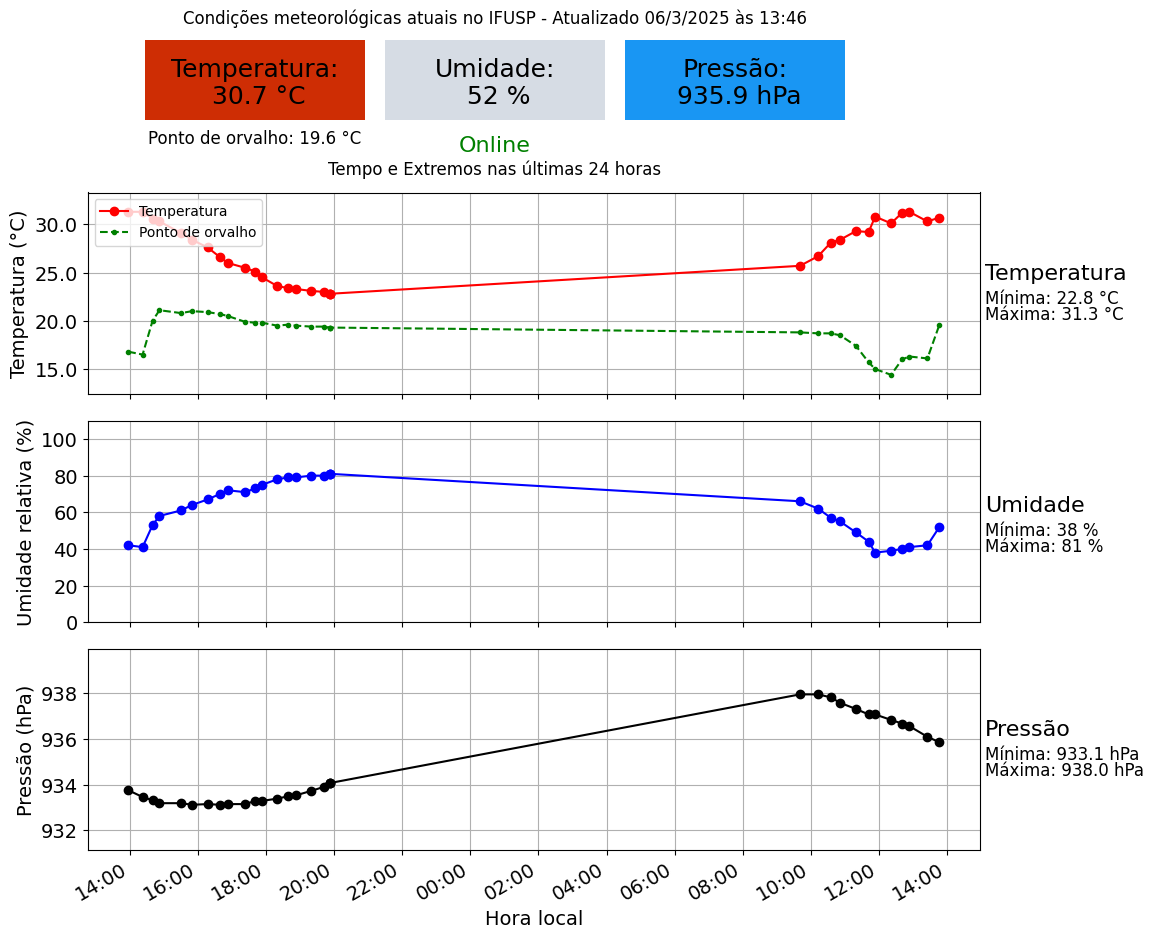 Condições meteorológicas atuais no IFUSP - Atualizado 06/3/2025 às 13:46
Temperatura:
30.7 °C
Umidade:
52 %
Pressão:
935.9 hPa
Ponto de orvalho: 19.6 °C
Online
Tempo e Extremos nas últimas 24 horas
Temperatura (°C)
30.0
25.0
20.0
15.0
Temperatura
Ponto de orvalho
Temperatura
Mínima: 22.8 °C
Máxima: 31.3 °C
Umidade relativa (%)
100
80
60
40
20
0
Umidade
Mínima: 38 %
Máxima: 81 %
Pressão (hPa)
938
936
934
932
Pressão
Mínima: 933.1 hPa
Máxima: 938.0 hPa
14:00 16:00 18:00 20:00 22:00 00:00 02:00 04:00 06:00 08:00 10:00 12:00 14:00
Hora local